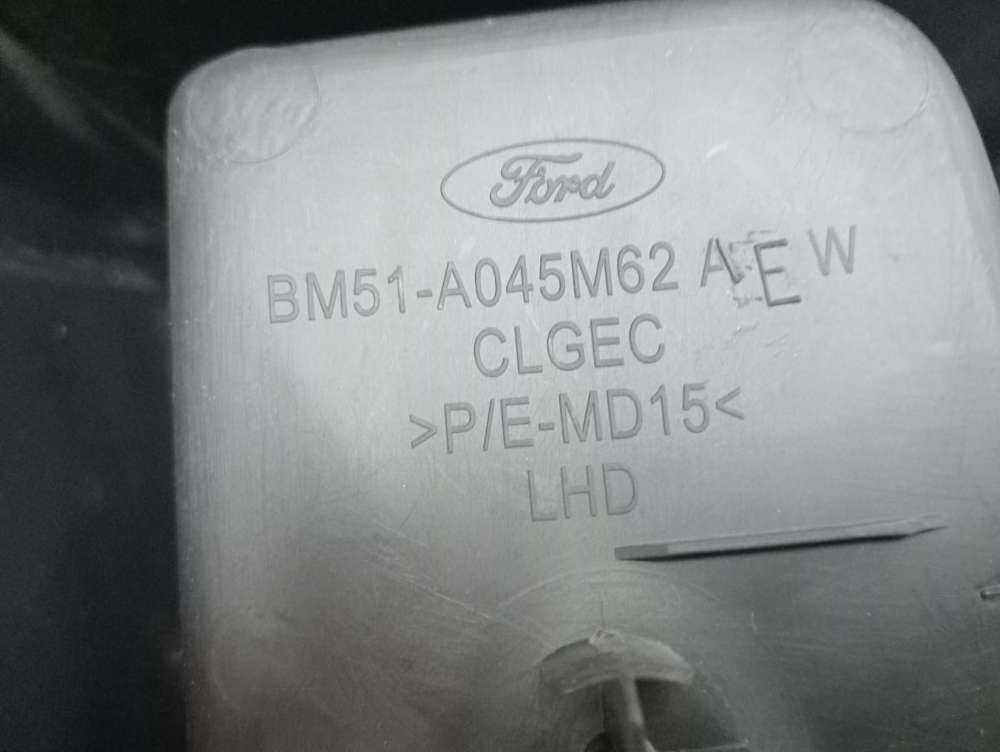 Ford
BM51-A045M62 AEW
CLGEC
>P/E-MD15<
LHD